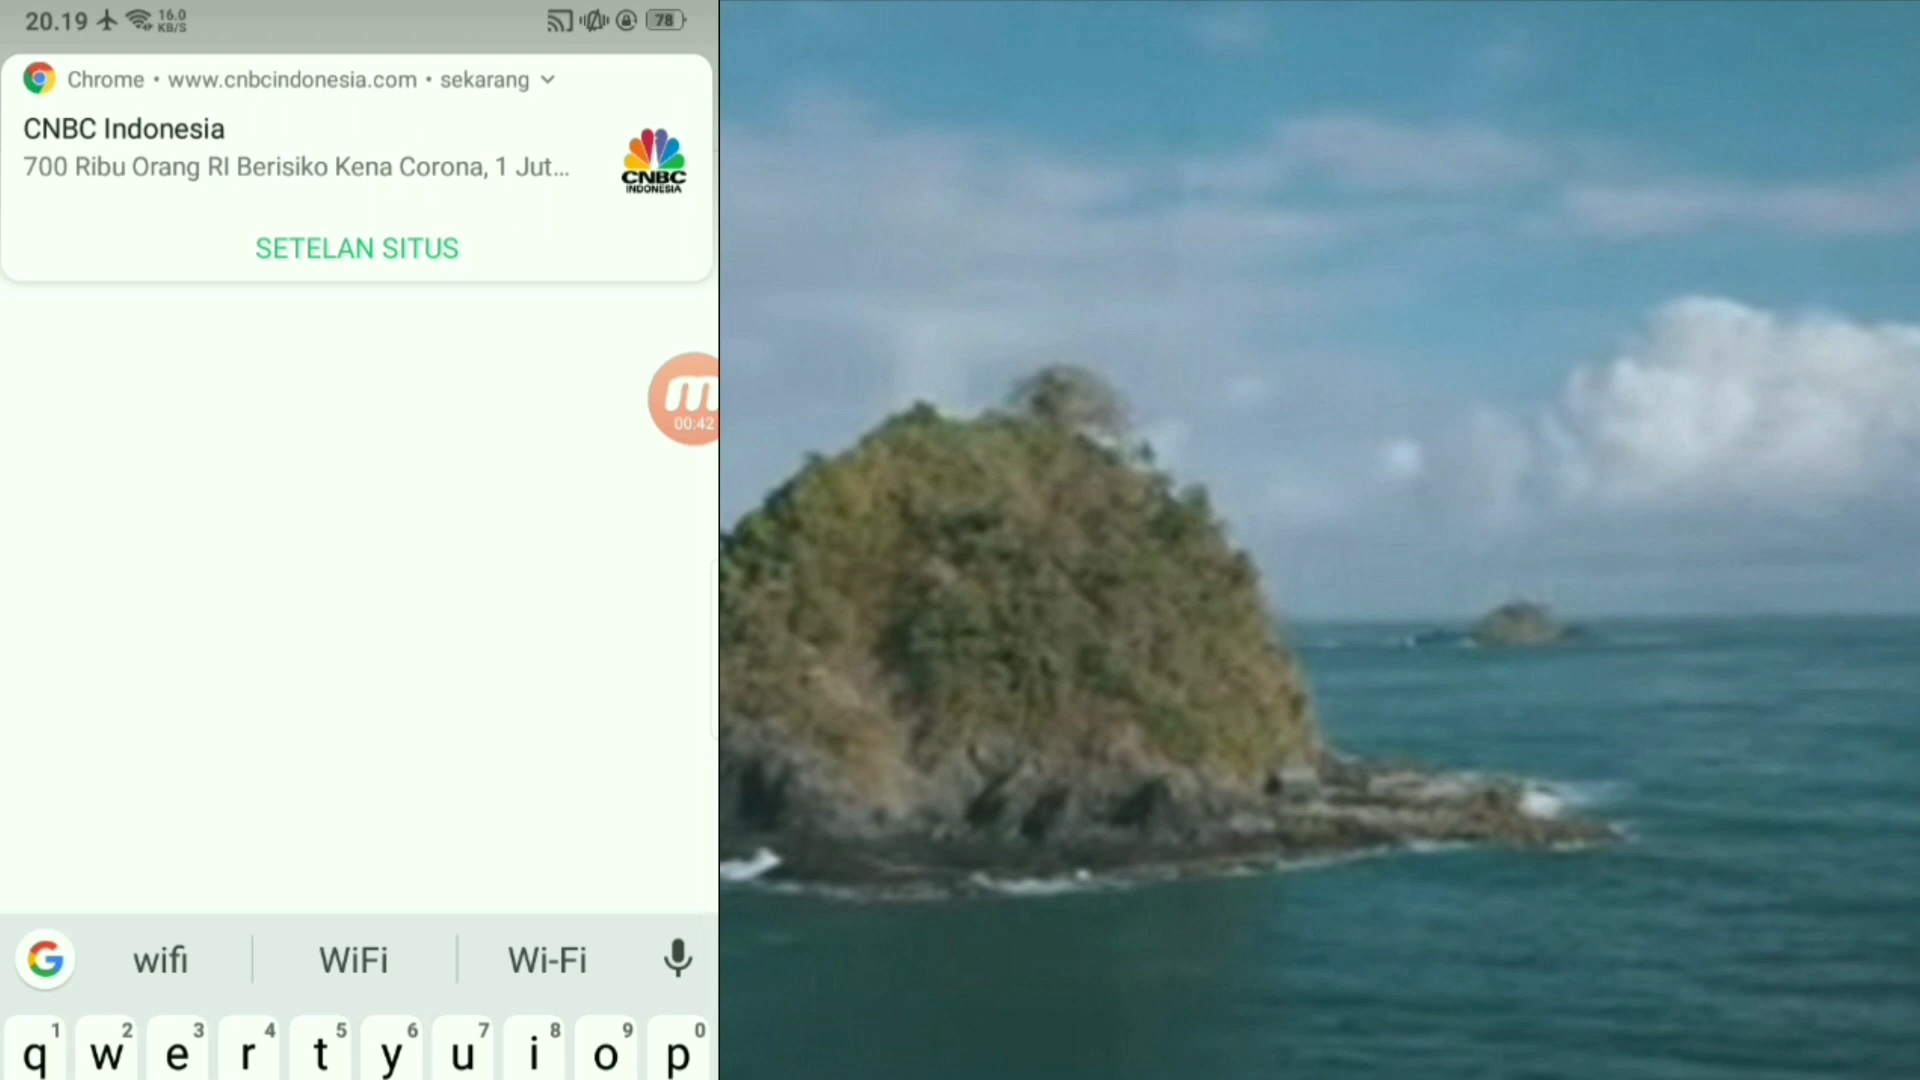 20.19 16.0 KB/S 78
Chrome • www.cnbcindonesia.com • sekarang
CNBC Indonesia
700 Ribu Orang RI Berisiko Kena Corona, 1 Jut...
CNBC
INDONESIA
SETELAN SITUS
00:42
wifi WiFi Wi-Fi
1 2 3 4 5 6 7 8 9 0
q w e r t y u i o p